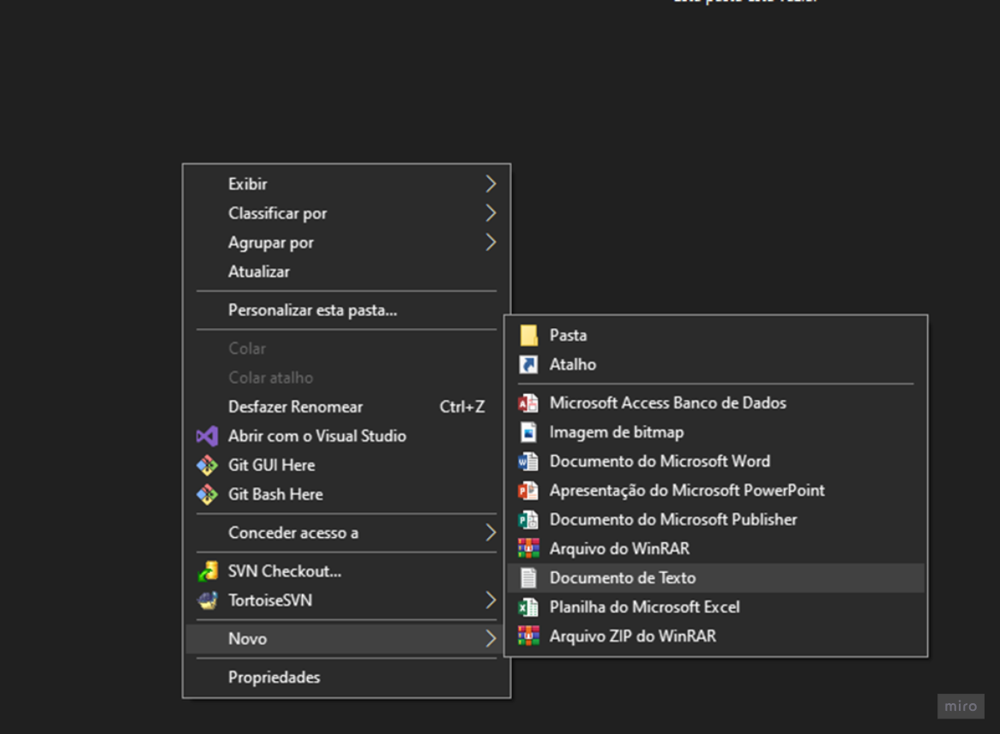 Exibir
Classificar por
Agrupar por
Atualizar
Personalizar esta pasta...
Colar
Colar atalho
Desfazer Renomear Ctrl+Z
Abrir com o Visual Studio
Git GUI Here
Git Bash Here
Conceder acesso a
SVN Checkout...
TortoiseSVN
Novo
Propriedades
Pasta
Atalho
Microsoft Access Banco de Dados
Imagem de bitmap
Documento do Microsoft Word
Apresentação do Microsoft PowerPoint
Documento do Microsoft Publisher
Arquivo do WinRAR
Documento de Texto
Planilha do Microsoft Excel
Arquivo ZIP do WinRAR
miro